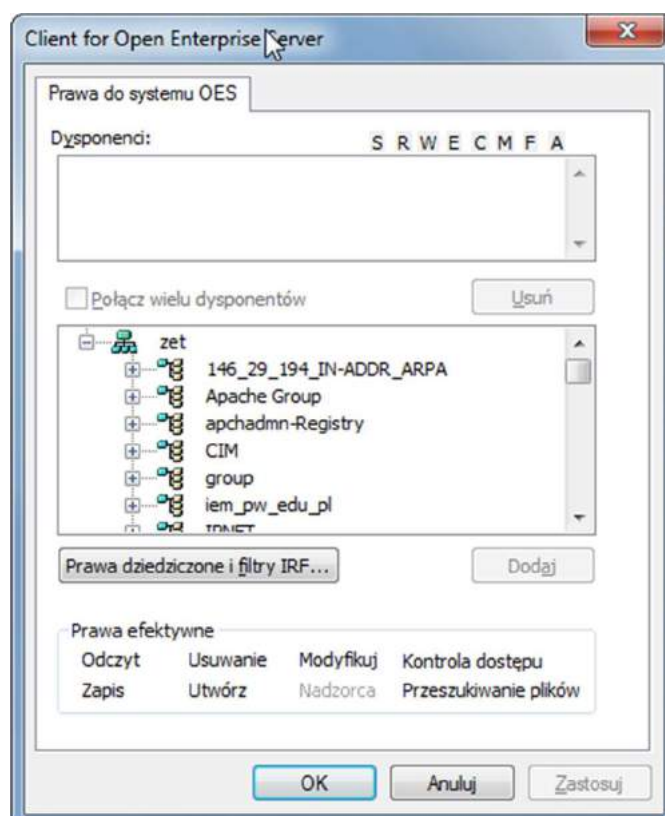 Client for Open Enterprise Server
Prawa do systemu OES
Dysponenci:
S R W E C M F A
Połącz wielu dysponentów
Usuń
zet
146_29_194_IN-ADDR_ARPA
Apache Group
apchadmn-Registry
CIM
group
iem_pw_edu_pl
Prawa dziedziczone i filtry IRF...
Dodaj
Prawa efektywne
Odczyt Usuwanie Modyfikuj Kontrola dostępu
Zapis Utwórz Nadzorca Przeszukiwanie plików
OK Anuluj Zastosuj